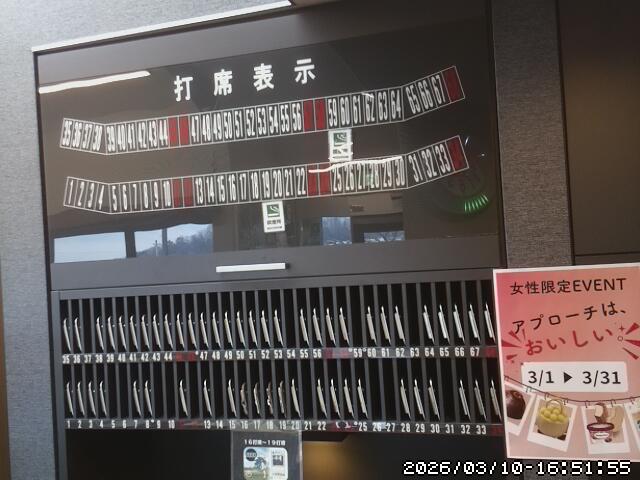 打席表示
35 36 37 38 39 40 41 42 43 44 47 48 49 50 51 52 53 54 55 56 59 60 61 62 63 64 65 66 67
1 2 3 4 5 6 7 8 9 10 13 14 15 16 17 18 19 20 21 22 25 26 27 28 29 30 31 32 33
35 36 37 38 39 40 41 42 43 44 47 48 49 50 51 52 53 54 55 56 59 60 61 62 63 64 65 66 67
1 2 3 4 7 8 9 10 13 14 15 16 17 18 19 20 21 22 25 26 27 28 29 30 31 32 33
16打席〜19打席
女性限定EVENT
アプローチは、
おいしい。
3/1 ▶ 3/31
2026/03/10-16:51:55